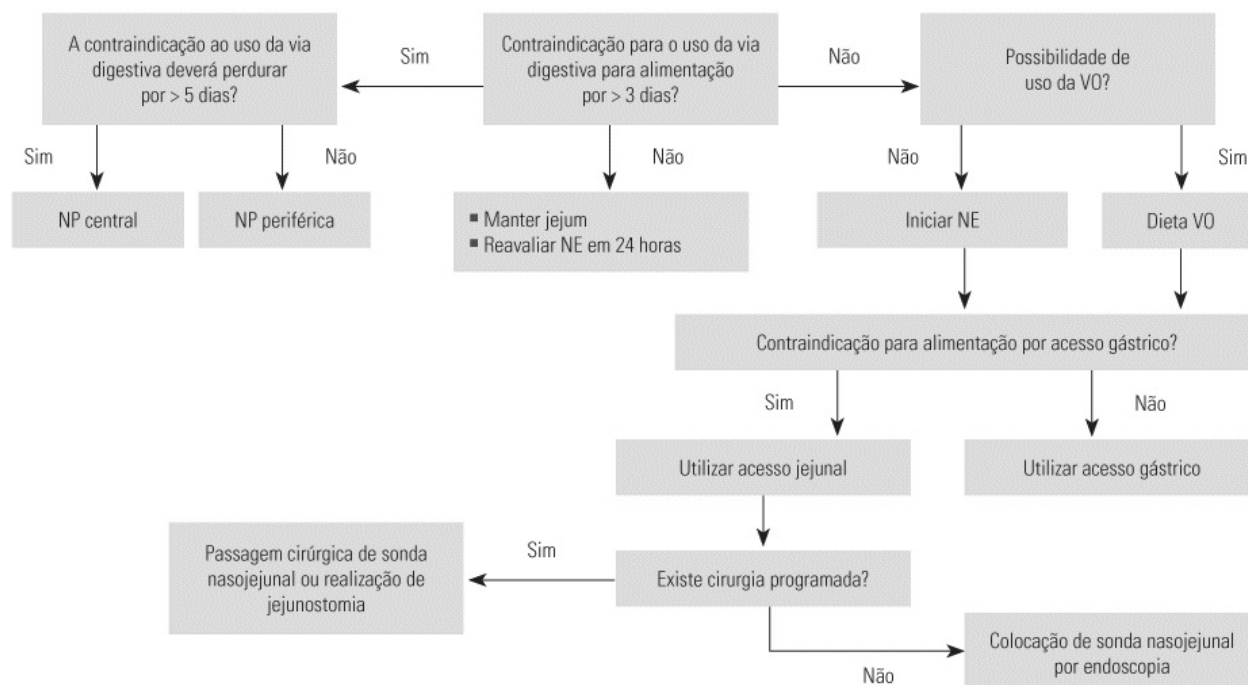 A contraindicação ao uso da via
digestiva deverá perdurar
por > 5 dias?
Sim
Contraindicação para o uso da via
digestiva para alimentação
por > 3 dias?
Não
Possibilidade de
uso da VO?
Sim
Não
Não
Não
Sim
NP central
NP periférica
▪ Manter jejum
▪ Reavaliar NE em 24 horas
Iniciar NE
Dieta VO
Contraindicação para alimentação por acesso gástrico?
Sim
Não
Utilizar acesso jejunal
Utilizar acesso gástrico
Passagem cirúrgica de sonda
nasojejunal ou realização de
jejunostomia
Sim
Existe cirurgia programada?
Não
Colocação de sonda nasojejunal
por endoscopia